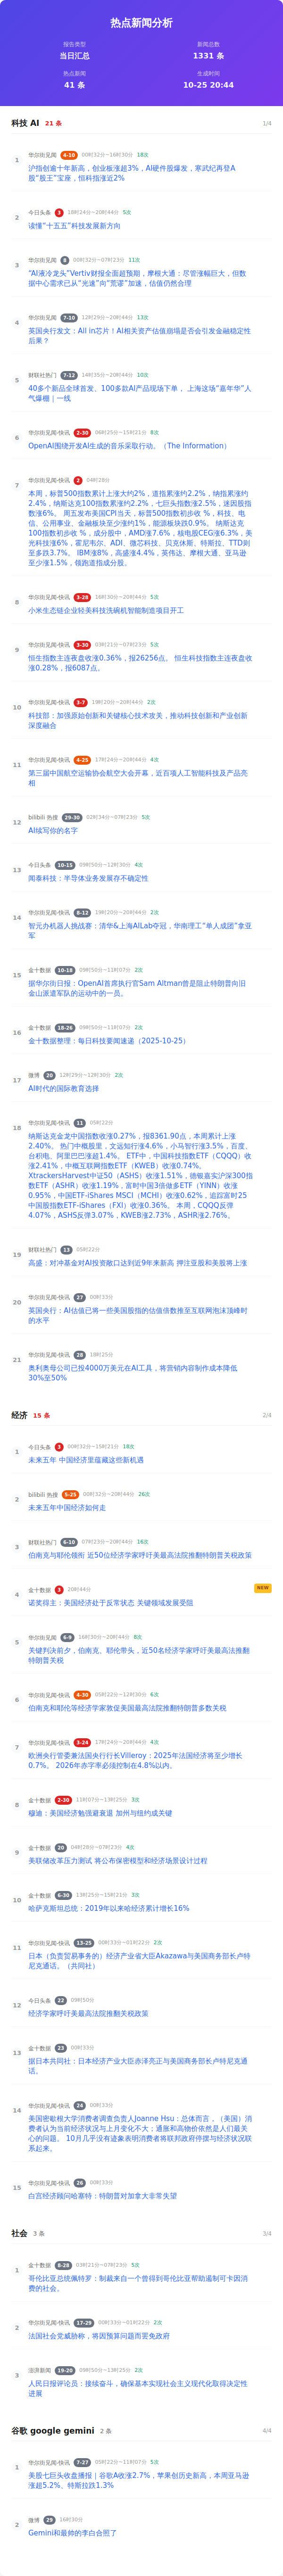 热点新闻分析
报告类型
新闻总数
当日汇总
1331 条
热点新闻
生成时间
41 条
10-25 20:44
科技 AI 21 条 1/4
1
华尔街见闻 4-10 00时32分~16时30分 18次
沪指创逾十年新高，创业板涨超3%，AI硬件股爆发，寒武纪再登A
股“股王”宝座，恒科指涨近2%
2
今日头条 3 18时24分~20时44分 5次
读懂“十五五”科技发展新方向
3
华尔街见闻 8 00时32分~07时23分 11次
“AI液冷龙头”Vertiv财报全面超预期，摩根大通：尽管涨幅巨大，但数
据中心需求已从“光速”向“荒谬”加速，估值仍然合理
4
华尔街见闻 7-10 12时29分~20时44分 13次
英国央行发文：All in芯片！AI相关资产估值崩塌是否会引发金融稳定性
后果？
5
财联社热门 7-12 14时35分~20时44分 10次
40多个新品全球首发、100多款AI产品现场下单， 上海这场“嘉年华”人
气爆棚｜一线
6
华尔街见闻-快讯 2-30 06时25分~15时21分 8次
OpenAI围绕开发AI生成的音乐采取行动。（The Information）
7
华尔街见闻-快讯 2 04时28分
本周，标普500指数累计上涨大约2%，道指累涨约2.2%，纳指累涨约
2.4%，纳斯达克100指数累涨约2.2%，七巨头指数涨2.5%，迷因股指
数涨6%。 周五发布美国CPI当天，标普500指数初步收 %，科技、电
信、公用事业、金融板块至少涨约1%，能源板块跌0.9%。 纳斯达克
100指数初步收 %，成分股中，AMD涨7.6%，核电股CEG涨6.3%，美
光科技涨6%，霍尼韦尔、ADI、微芯科技、贝克休斯、特斯拉、TTD则
至多跌3.7%。 IBM涨8%，高盛涨4.4%，英伟达、摩根大通、亚马逊
至少涨1.5%，领跑道指成分股。
8
华尔街见闻-快讯 3-28 16时30分~20时44分 5次
小米生态链企业轻美科技洗碗机智能制造项目开工
9
华尔街见闻-快讯 3-30 03时21分~07时23分 5次
恒生指数主连夜盘收涨0.36%，报26256点。 恒生科技指数主连夜盘收
涨0.28%，报6087点。
10
华尔街见闻-快讯 3-7 19时20分~20时44分 2次
科技部：加强原始创新和关键核心技术攻关，推动科技创新和产业创新
深度融合
11
华尔街见闻-快讯 4-25 17时24分~20时44分 4次
第三届中国航空运输协会航空大会开幕，近百项人工智能科技及产品亮
相
12
bilibili 热搜 29-30 02时34分~07时23分 5次
AI续写你的名字
13
今日头条 10-15 09时50分~12时30分 4次
闻泰科技：半导体业务发展存不确定性
14
华尔街见闻-快讯 8-12 19时20分~20时44分 2次
智元办机器人挑战赛：清华&上海AILab夺冠，华南理工“单人成团”拿亚
军
15
金十数据 10-18 09时50分~11时07分 2次
据华尔街日报：OpenAI首席执行官Sam Altman曾是阻止特朗普向旧
金山派遣军队的运动中的一员。
16
金十数据 18-26 09时50分~11时07分 2次
金十数据整理：每日科技要闻速递（2025-10-25）
17
微博 20 12时29分~12时30分 2次
AI时代的国际教育选择
18
华尔街见闻-快讯 11 05时22分
纳斯达克金龙中国指数收涨0.27%，报8361.90点，本周累计上涨
2.40%。 热门中概股里，文远知行涨4.6%，小马智行涨3.5%，百度、
台积电、阿里巴巴涨超1.4%。 ETF中，中国科技指数ETF（CQQQ）收
涨2.41%，中概互联网指数ETF（KWEB）收涨0.74%。
XtrackersHarvest中证50（ASHS）收涨1.51%，德银嘉实沪深300指
数ETF（ASHR）收涨1.19%，富时中国3倍做多ETF（YINN）收涨
0.95%，中国ETF-iShares MSCI（MCHI）收涨0.62%，追踪富时25
中国股指数ETF-iShares（FXI）收涨0.36%。 本周，CQQQ反弹
4.07%，ASHS反弹3.07%，KWEB涨2.73%，ASHR涨2.76%。
19
财联社热门 13 05时22分
高盛：对冲基金对AI投资敞口达到近9年来新高 押注亚股和美股将上涨
20
华尔街见闻-快讯 27 00时33分
英国央行：AI估值已将一些美国股指的估值倍数推至互联网泡沫顶峰时
的水平
21
华尔街见闻-快讯 28 18时25分
奥利奥母公司已投4000万美元在AI工具，将营销内容制作成本降低
30%至50%
经济 15 条 2/4
1
今日头条 3 00时32分~15时21分 18次
未来五年 中国经济里蕴藏这些新机遇
2
bilibili 热搜 5-25 00时32分~20时44分 26次
未来五年中国经济如何走
3
财联社热门 6-10 07时23分~20时44分 16次
伯南克与耶伦领衔 近50位经济学家呼吁美最高法院推翻特朗普关税政策
4
金十数据 3 20时44分 NEW
诺奖得主：美国经济处于反常状态 关键领域发展受阻
5
华尔街见闻 6-9 16时30分~20时44分 8次
关键判决前夕，伯南克、耶伦带头，近50名经济学家呼吁美最高法推翻
特朗普关税
6
华尔街见闻-快讯 4-30 05时22分~12时30分 6次
伯南克和耶伦等经济学家敦促美国最高法院推翻特朗普多数关税
7
华尔街见闻-快讯 3-24 17时24分~20时44分 4次
欧洲央行管委兼法国央行行长Villeroy：2025年法国经济将至少增长
0.7%。 2026年赤字率必须控制在4.8%以内。
8
金十数据 2-30 11时07分~13时25分 3次
穆迪：美国经济勉强避衰退 加州与纽约成关键
9
金十数据 20 04时28分~07时23分 4次
美联储改革压力测试 将公布保密模型和经济场景设计过程
10
金十数据 6-30 13时25分~15时21分 3次
哈萨克斯坦总统：2019年以来哈经济累计增长16%
11
华尔街见闻-快讯 13-25 00时33分~01时22分 2次
日本（负责贸易事务的）经济产业省大臣Akazawa与美国商务部长卢特
尼克通话。（共同社）
12
今日头条 22 09时50分
经济学家呼吁美最高法院推翻关税政策
13
金十数据 23 00时33分
据日本共同社：日本经济产业大臣赤泽亮正与美国商务部长卢特尼克通
话。
14
华尔街见闻-快讯 24 00时33分
美国密歇根大学消费者调查负责人Joanne Hsu：总体而言，（美国）消
费者认为当前经济状况与上月变化不大；通胀和高物价依然是人们最关
心的问题。 10月几乎没有迹象表明消费者将联邦政府停摆与经济状况联
系起来。
15
华尔街见闻-快讯 26 00时33分
白宫经济顾问哈塞特：特朗普对加拿大非常失望
社会 3 条 3/4
1
金十数据 8-28 03时21分~07时23分 5次
哥伦比亚总统佩特罗：制裁来自一个曾得到哥伦比亚帮助遏制可卡因消
费的社会。
2
华尔街见闻-快讯 17-29 00时33分~01时22分 2次
法国社会党威胁称，将因预算问题而罢免政府
3
澎湃新闻 19-20 09时50分~13时25分 2次
人民日报评论员：接续奋斗，确保基本实现社会主义现代化取得决定性
进展
谷歌 google gemini 2 条 4/4
1
华尔街见闻-快讯 7-27 05时22分~11时07分 5次
美股七巨头收盘播报｜谷歌A收涨2.7%，苹果创历史新高，本周亚马逊
涨超5.2%、特斯拉跌1.3%
2
微博 29 16时30分
Gemini和最帅的李白合照了